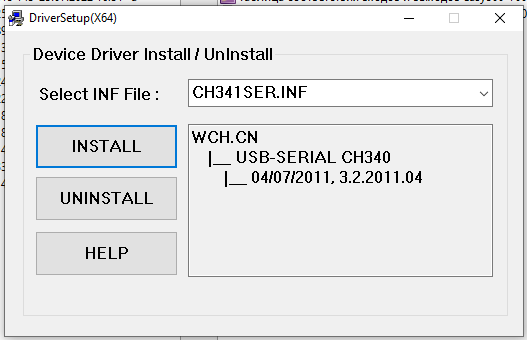 DriverSetup(X64)
Device Driver Install / UnInstall
Select INF File :
CH341SER.INF
INSTALL
WCH.CN
|__ USB-SERIAL CH340
|__ 04/07/2011, 3.2.2011.04
UNINSTALL
HELP